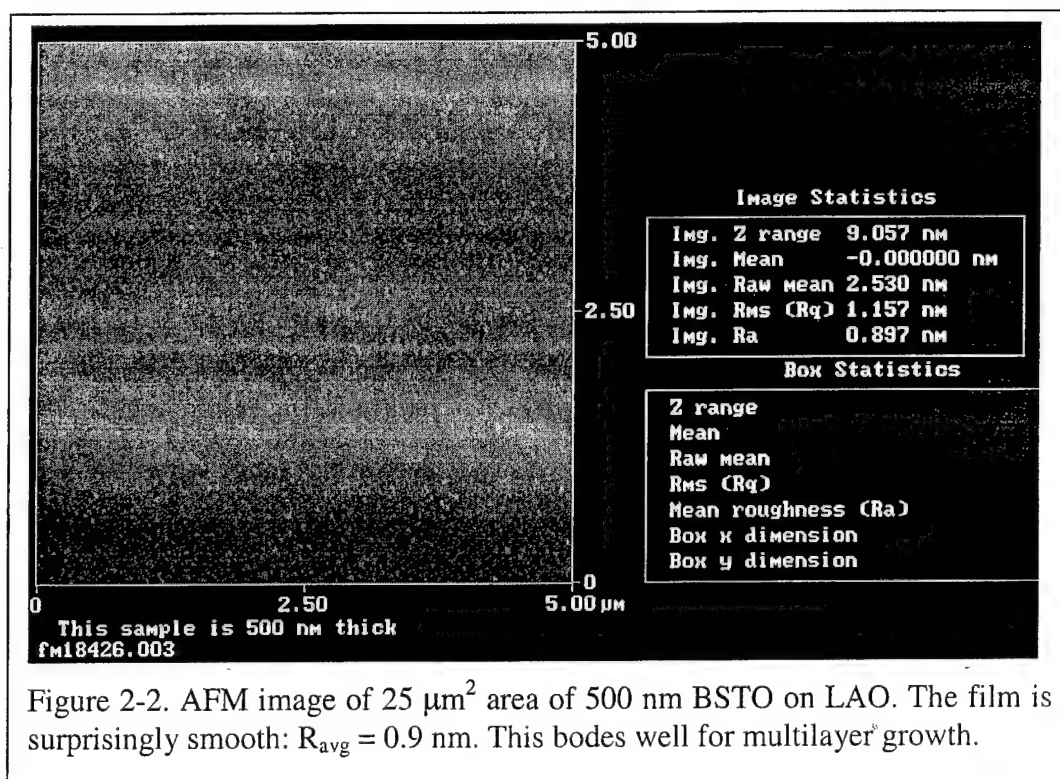 5.00
2.50
0
0 2.50 5.00 µM
This sample is 500 nm thick
fm18426.003
Image Statistics
Img. Z range 9.057 nm
Img. Mean -0.000000 nm
Img. Raw mean 2.530 nm
Img. Rms (Rq) 1.157 nm
Img. Ra 0.897 nm
Box Statistics
Z range
Mean
Raw mean
Rms (Rq)
Mean roughness (Ra)
Box x dimension
Box y dimension
Figure 2-2. AFM image of 25 µm² area of 500 nm BSTO on LAO. The film is
surprisingly smooth: Ravg = 0.9 nm. This bodes well for multilayer growth.